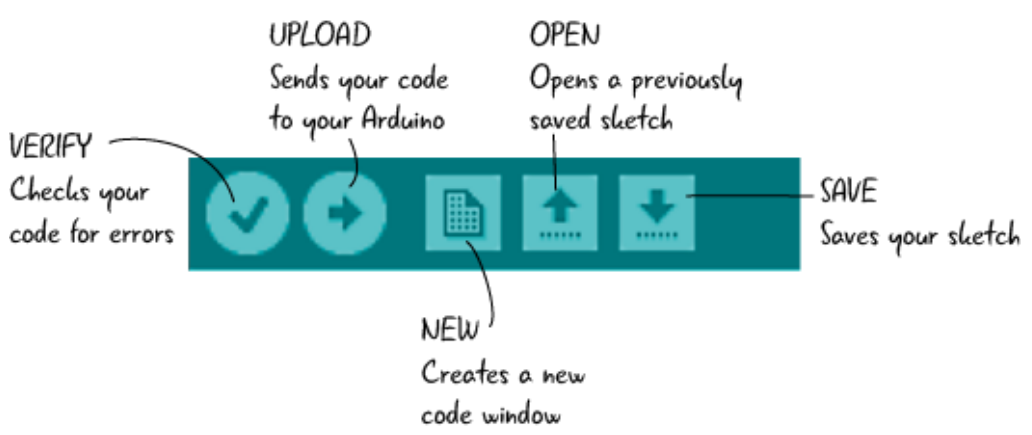 UPLOAD
Sends your code
to your Arduino
OPEN
Opens a previously
saved sketch
VERIFY
Checks your
code for errors
SAVE
Saves your sketch
NEW
Creates a new
code window